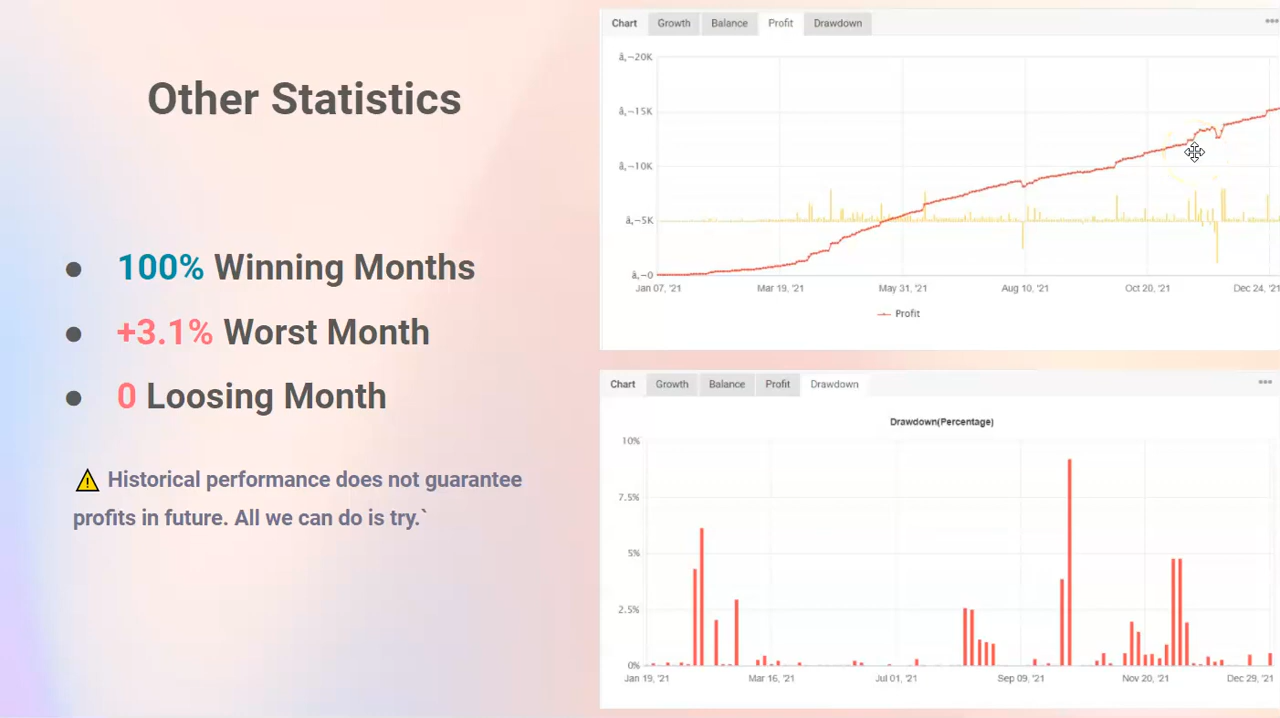 Other Statistics
100% Winning Months
+3.1% Worst Month
0 Loosing Month
⚠ Historical performance does not guarantee
profits in future. All we can do is try.`
Chart Growth Balance Profit Drawdown
â‚¬20K
â‚¬15K
â‚¬10K
â‚¬5K
â‚¬0
Jan 07, '21 Mar 19, '21 May 31, '21 Aug 10, '21 Oct 20, '21 Dec 24, '21
Profit
Chart Growth Balance Profit Drawdown
Drawdown(Percentage)
10%
7.5%
5%
2.5%
0%
Jan 19, '21 Mar 16, '21 Jul 01, '21 Sep 09, '21 Nov 20, '21 Dec 29, '21